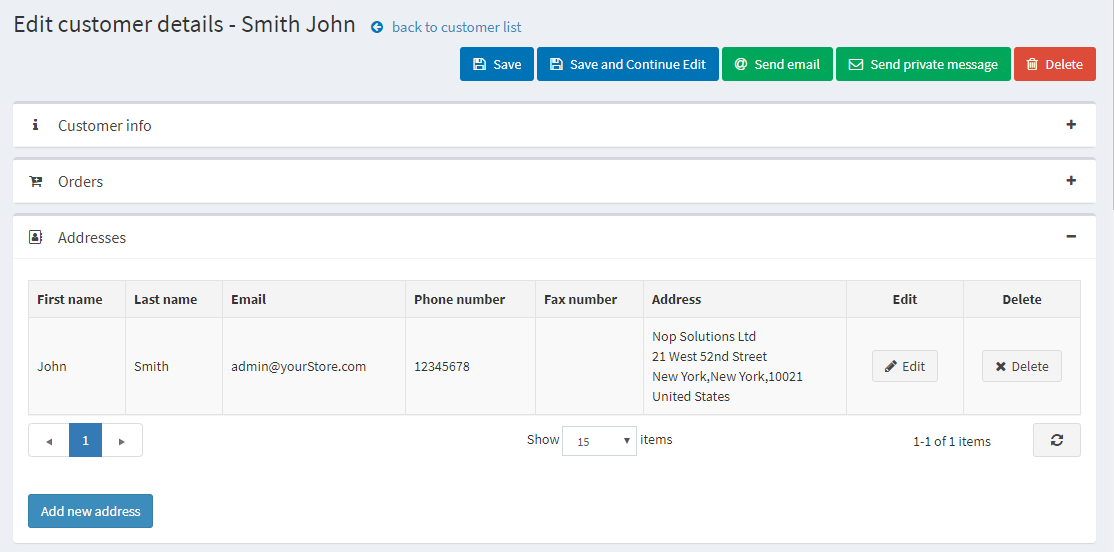 Edit customer details - Smith John back to customer list
Save Save and Continue Edit Send email Send private message Delete
Customer info
Orders
Addresses
First name Last name Email Phone number Fax number Address Edit Delete
John Smith admin@yourStore.com 12345678 Nop Solutions Ltd
21 West 52nd Street
New York,New York,10021
United States
Edit Delete
1 Show 15 items 1-1 of 1 items
Add new address